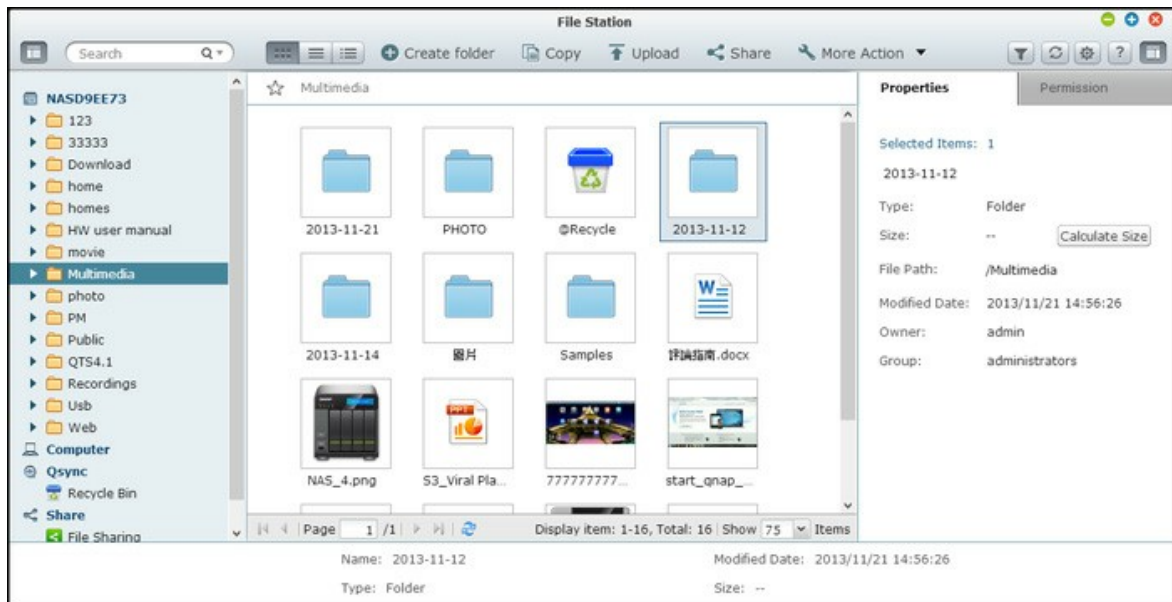 File Station
Search
Create folder
Copy
Upload
Share
More Action
?
NASD9EE73
123
33333
Download
home
homes
HW user manual
movie
Multimedia
photo
PM
Public
QTS4.1
Recordings
Usb
Web
Computer
Qsync
Recycle Bin
Share
File Sharing
Multimedia
2013-11-21 PHOTO @Recycle 2013-11-12
2013-11-14 圖片 Samples 評論指南.docx
NAS_4.png S3_Viral Pla... 777777777... start_qnap_...
Page 1 /1 Display item: 1-16, Total: 16 Show 75 Items
Properties Permission
Selected Items: 1
2013-11-12
Type: Folder
Size: -- Calculate Size
File Path: /Multimedia
Modified Date: 2013/11/21 14:56:26
Owner: admin
Group: administrators
Name: 2013-11-12 Modified Date: 2013/11/21 14:56:26
Type: Folder Size: --